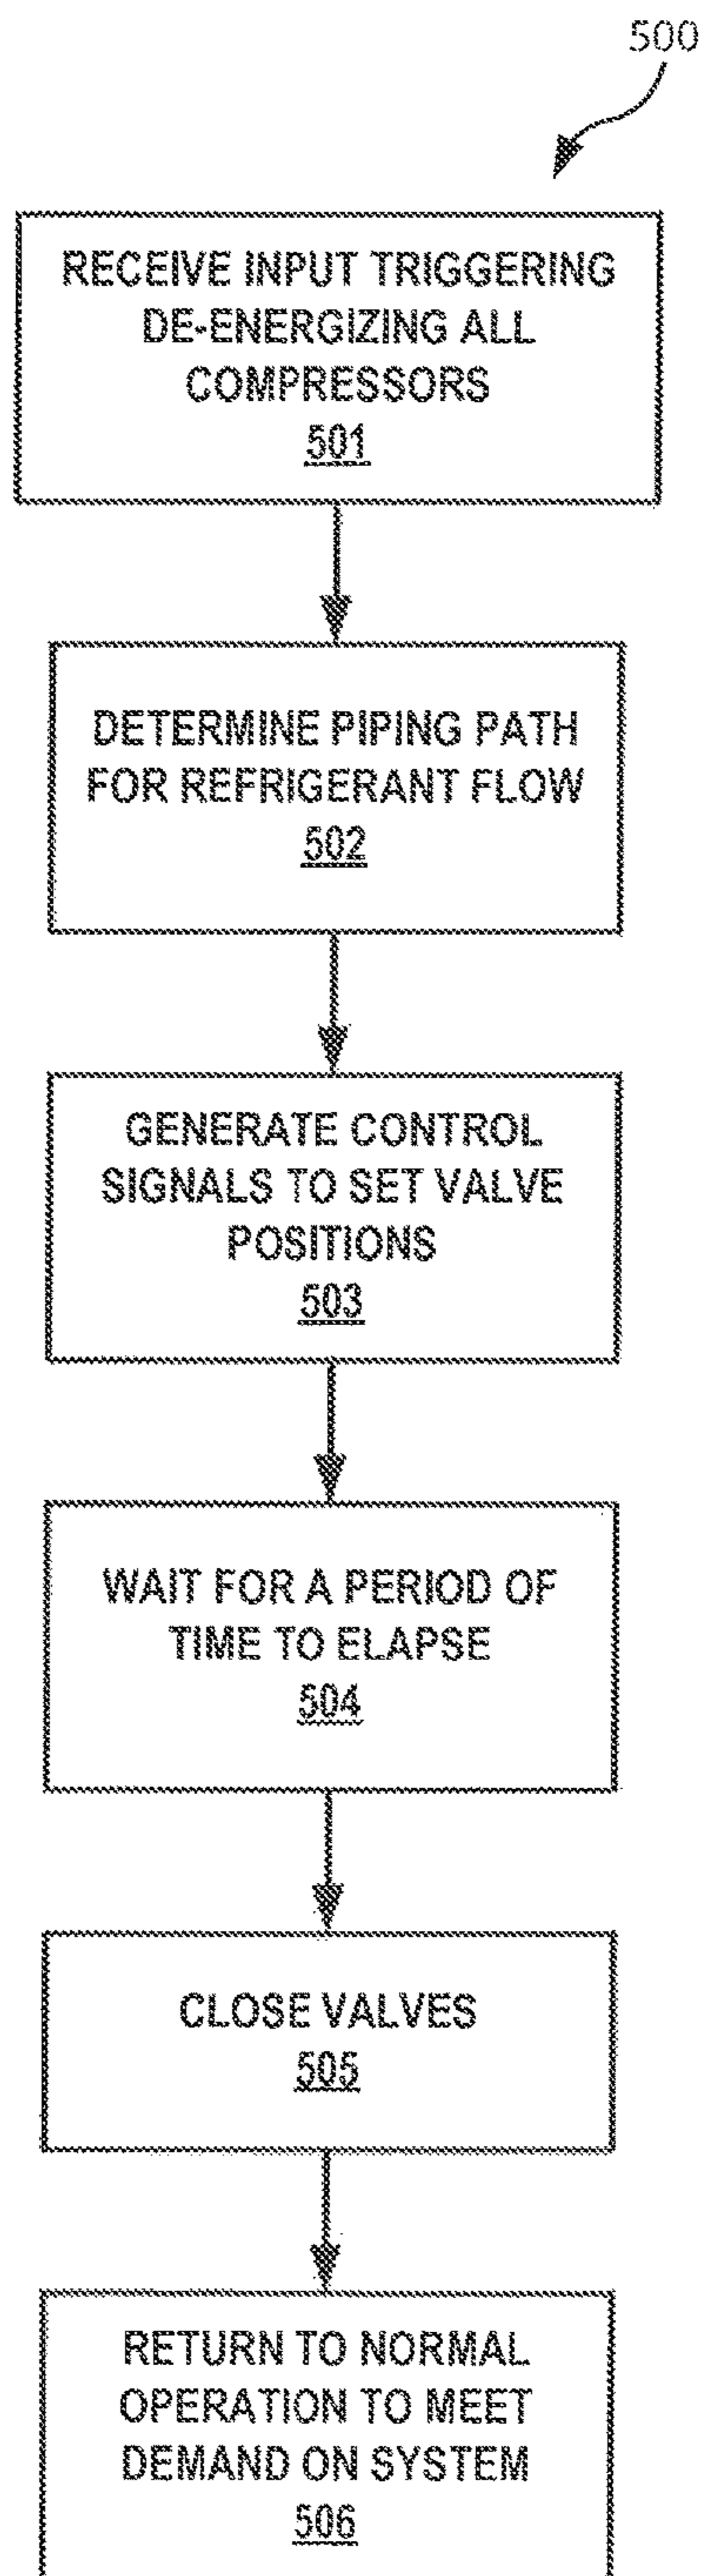 500
RECEIVE INPUT TRIGGERING
DE-ENERGIZING ALL
COMPRESSORS
501
DETERMINE PIPING PATH
FOR REFRIGERANT FLOW
502
GENERATE CONTROL
SIGNALS TO SET VALVE
POSITIONS
503
WAIT FOR A PERIOD OF
TIME TO ELAPSE
504
CLOSE VALVES
505
RETURN TO NORMAL
OPERATION TO MEET
DEMAND ON SYSTEM
506